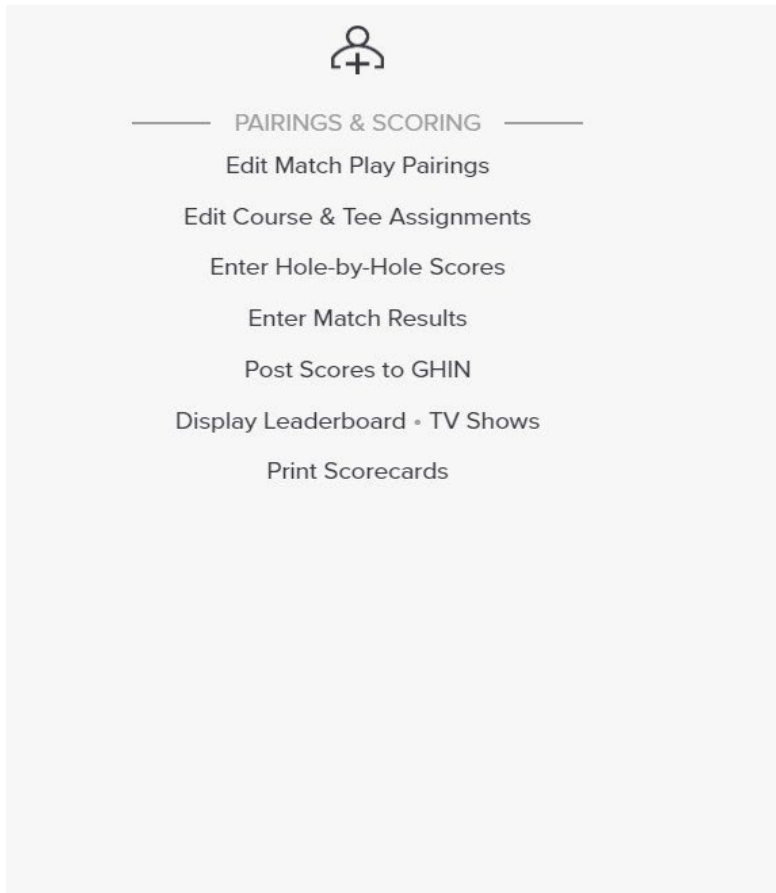 PAIRINGS & SCORING
Edit Match Play Pairings
Edit Course & Tee Assignments
Enter Hole-by-Hole Scores
Enter Match Results
Post Scores to GHIN
Display Leaderboard • TV Shows
Print Scorecards